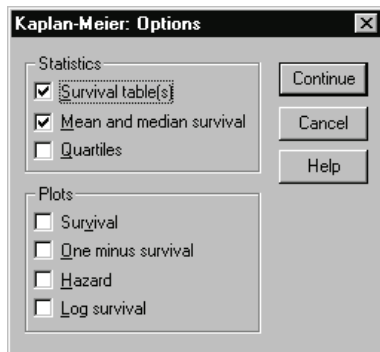 Kaplan-Meier: Options
Statistics
Survival table(s)
Mean and median survival
Quartiles
Plots
Survival
One minus survival
Hazard
Log survival
Continue
Cancel
Help